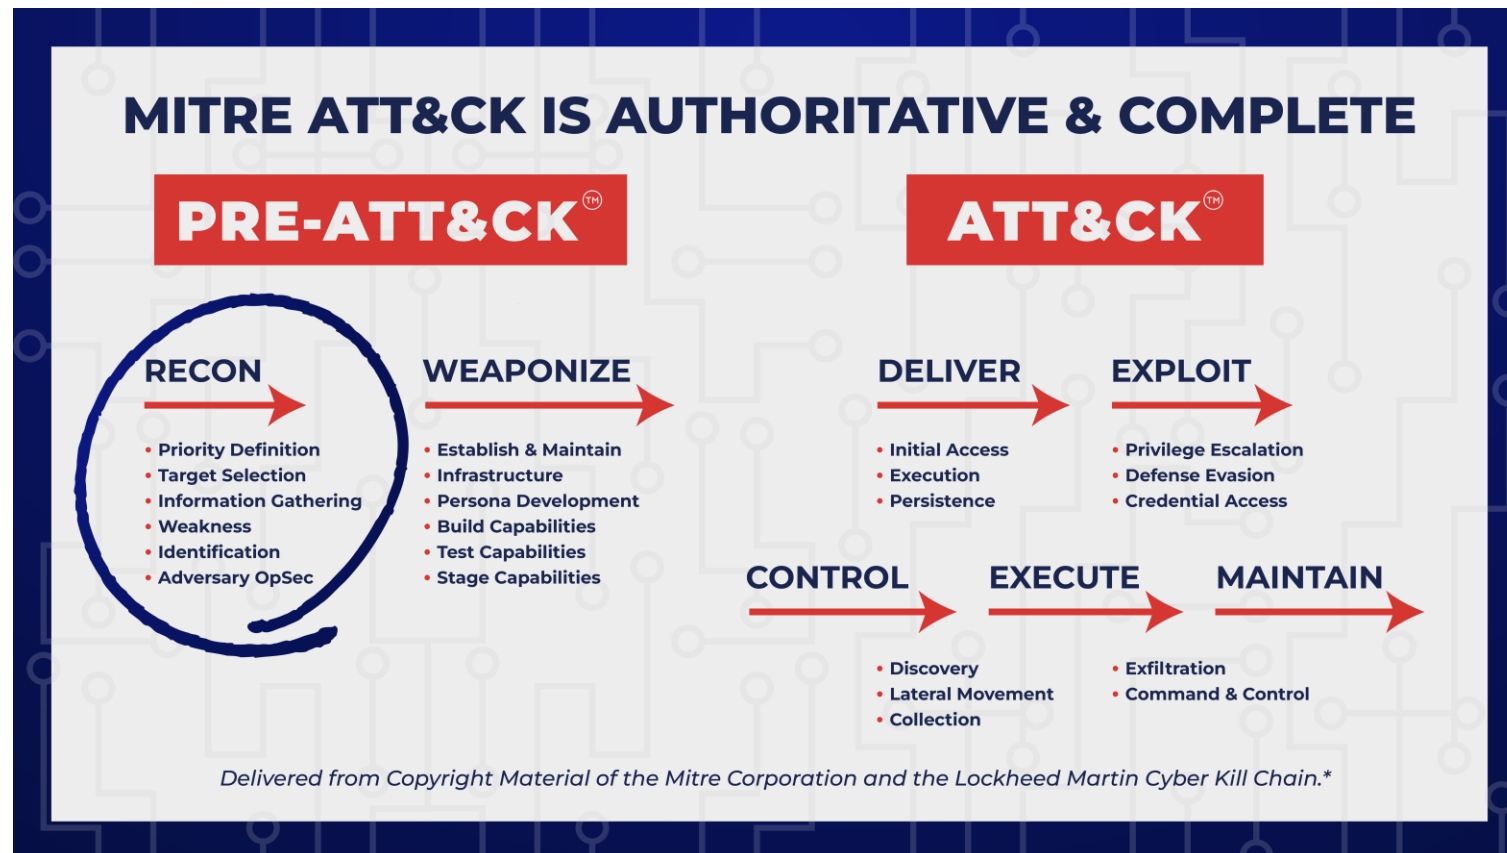 MITRE ATT&CK IS AUTHORITATIVE & COMPLETE
PRE-ATT&CK™
ATT&CK™
RECON
• Priority Definition
• Target Selection
• Information Gathering
• Weakness
• Identification
• Adversary OpSec
WEAPONIZE
• Establish & Maintain
• Infrastructure
• Persona Development
• Build Capabilities
• Test Capabilities
• Stage Capabilities
DELIVER
• Initial Access
• Execution
• Persistence
EXPLOIT
• Privilege Escalation
• Defense Evasion
• Credential Access
CONTROL
EXECUTE
MAINTAIN
• Discovery
• Lateral Movement
• Collection
• Exfiltration
• Command & Control
Delivered from Copyright Material of the Mitre Corporation and the Lockheed Martin Cyber Kill Chain.*